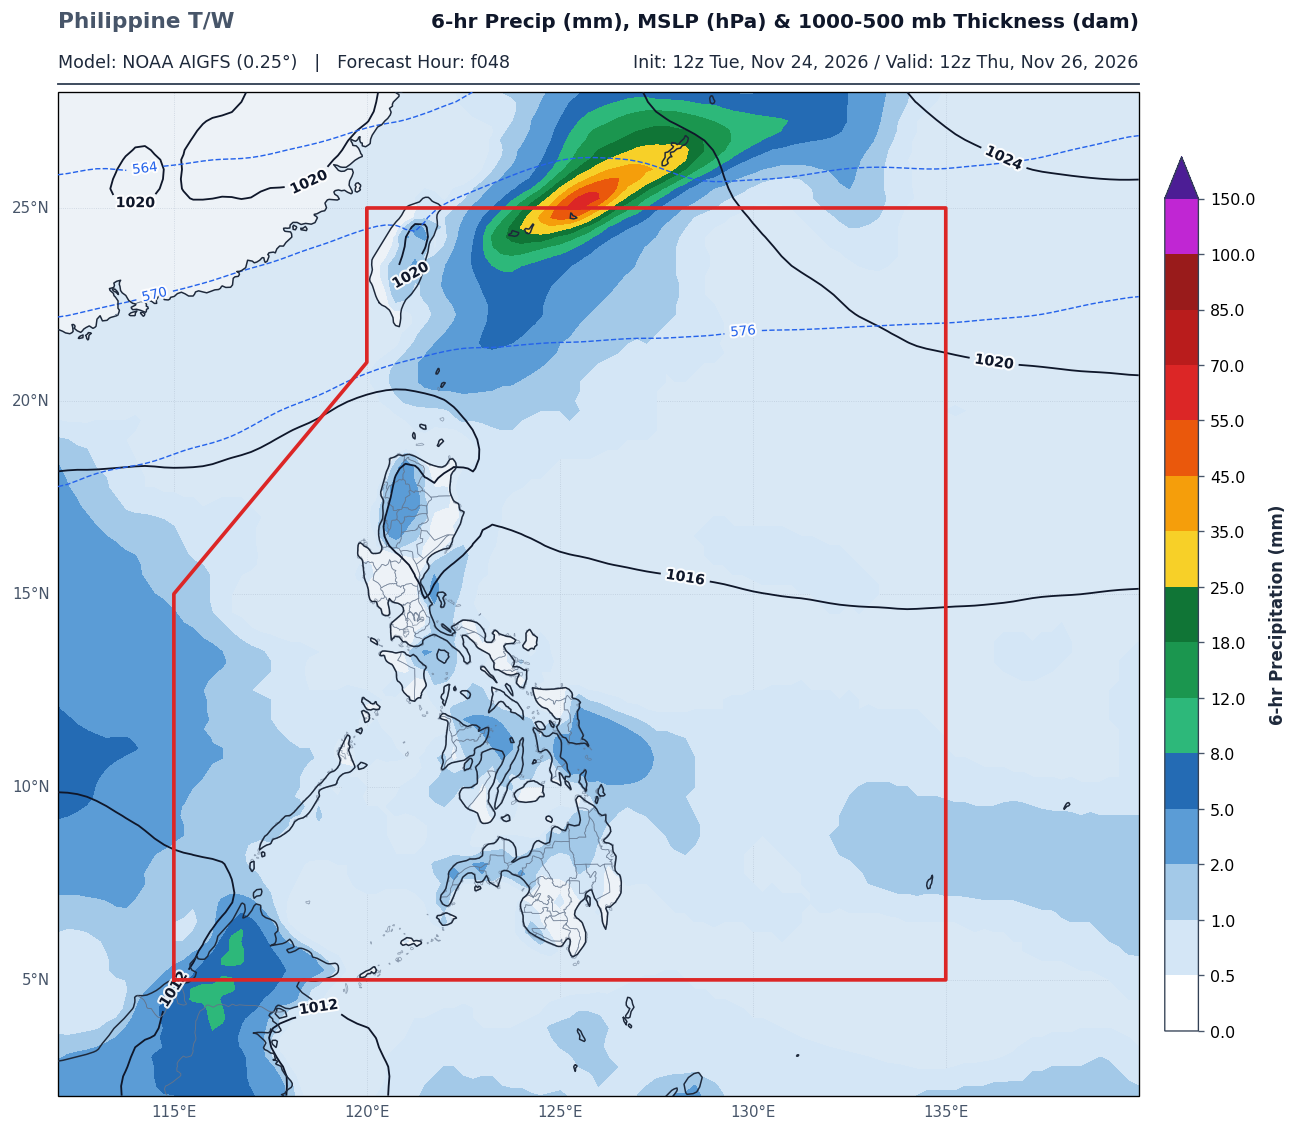 Philippine T/W
6-hr Precip (mm), MSLP (hPa) & 1000-500 mb Thickness (dam)
Model: NOAA AIGFS (0.25°) | Forecast Hour: f048
Init: 12z Tue, Nov 24, 2026 / Valid: 12z Thu, Nov 26, 2026
564
1020
1020
1024
25°N
1020
570
576
1020
20°N
1016
15°N
10°N
5°N
1012
1012
115°E
120°E
125°E
130°E
135°E
150.0
100.0
85.0
70.0
55.0
45.0
35.0
25.0
18.0
12.0
8.0
5.0
2.0
1.0
0.5
0.0
6-hr Precipitation (mm)